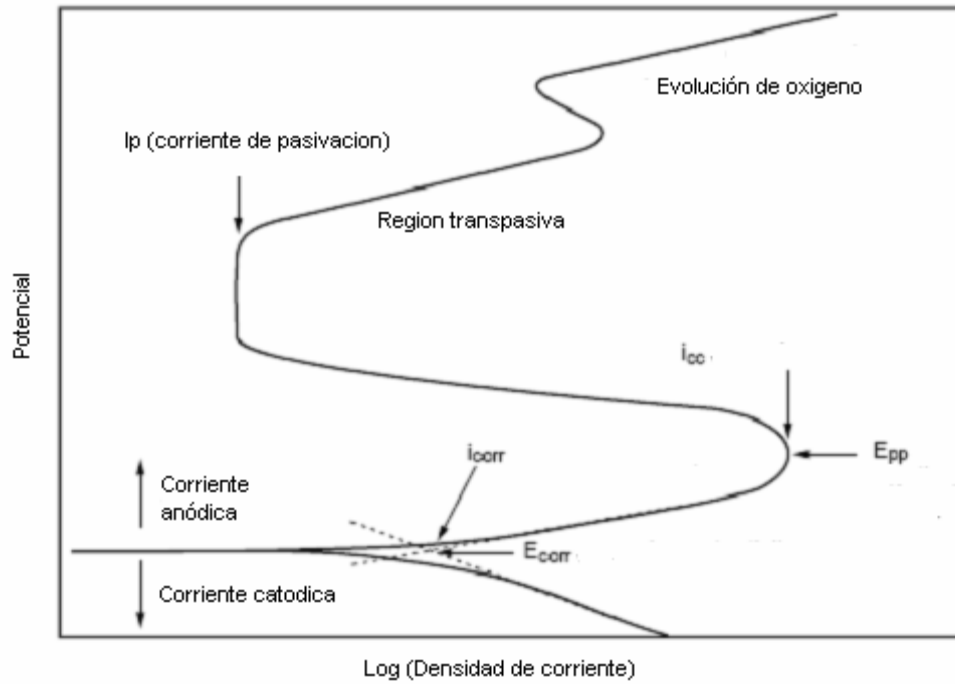 Evolución de oxigeno
Ip (corriente de pasivacion)
Region transpasiva
Potencial
icc
Epp
icorr
Corriente
anódica
Ecorr
Corriente catodica
Log (Densidad de corriente)